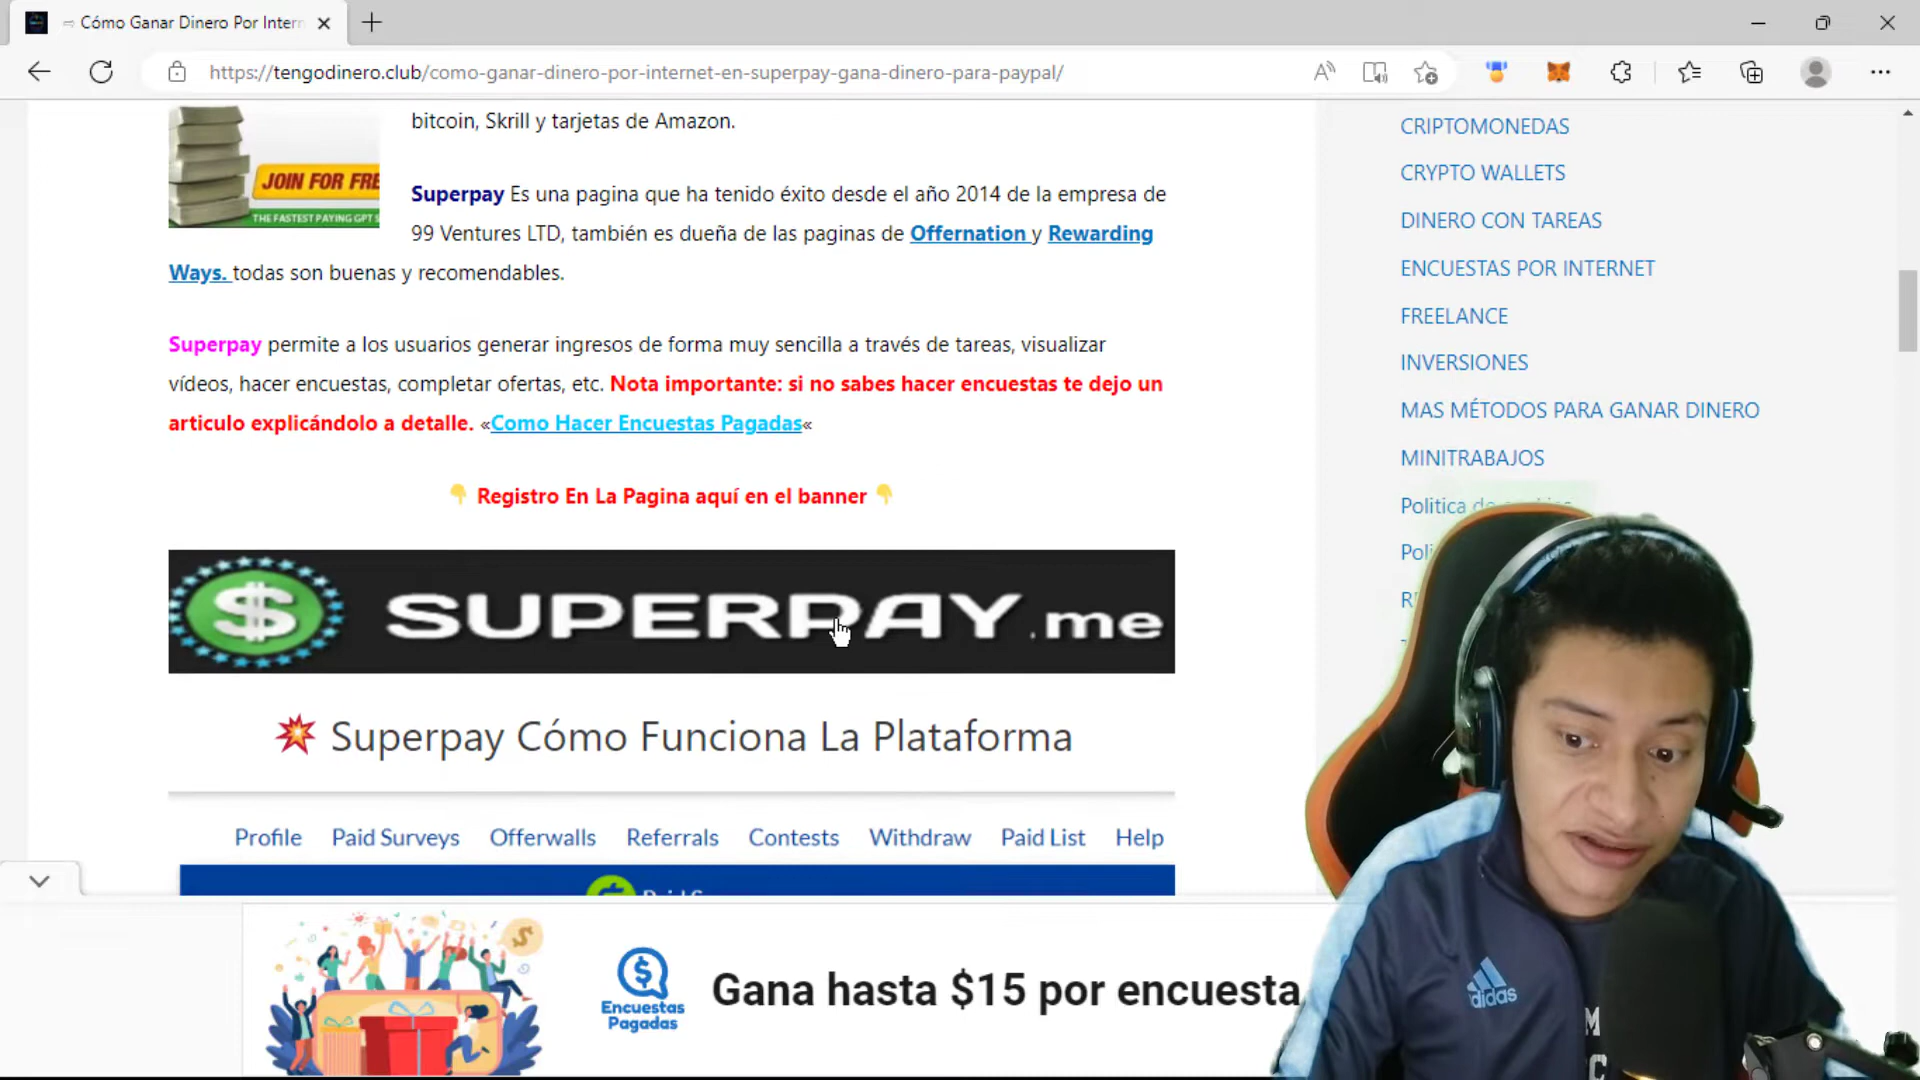 Cómo Ganar Dinero Por Intern
https://tengodinero.club/como-ganar-dinero-por-internet-en-superpay-gana-dinero-para-paypal/
JOIN FOR FRE
THE FASTEST PAYING GPT S
bitcoin, Skrill y tarjetas de Amazon.
Superpay Es una pagina que ha tenido éxito desde el año 2014 de la empresa de
99 Ventures LTD, también es dueña de las paginas de Offernation y Rewarding
Ways. todas son buenas y recomendables.
Superpay permite a los usuarios generar ingresos de forma muy sencilla a través de tareas, visualizar
vídeos, hacer encuestas, completar ofertas, etc. Nota importante: si no sabes hacer encuestas te dejo un
articulo explicándolo a detalle. «Como Hacer Encuestas Pagadas«
Registro En La Pagina aquí en el banner
$ SUPERPAY.me
Superpay Cómo Funciona La Plataforma
Profile Paid Surveys Offerwalls Referrals Contests Withdraw Paid List Help
CRIPTOMONEDAS
CRYPTO WALLETS
DINERO CON TAREAS
ENCUESTAS POR INTERNET
FREELANCE
INVERSIONES
MAS MÉTODOS PARA GANAR DINERO
MINITRABAJOS
Politica de
Encuestas
Pagadas
Gana hasta $15 por encuesta
adidas